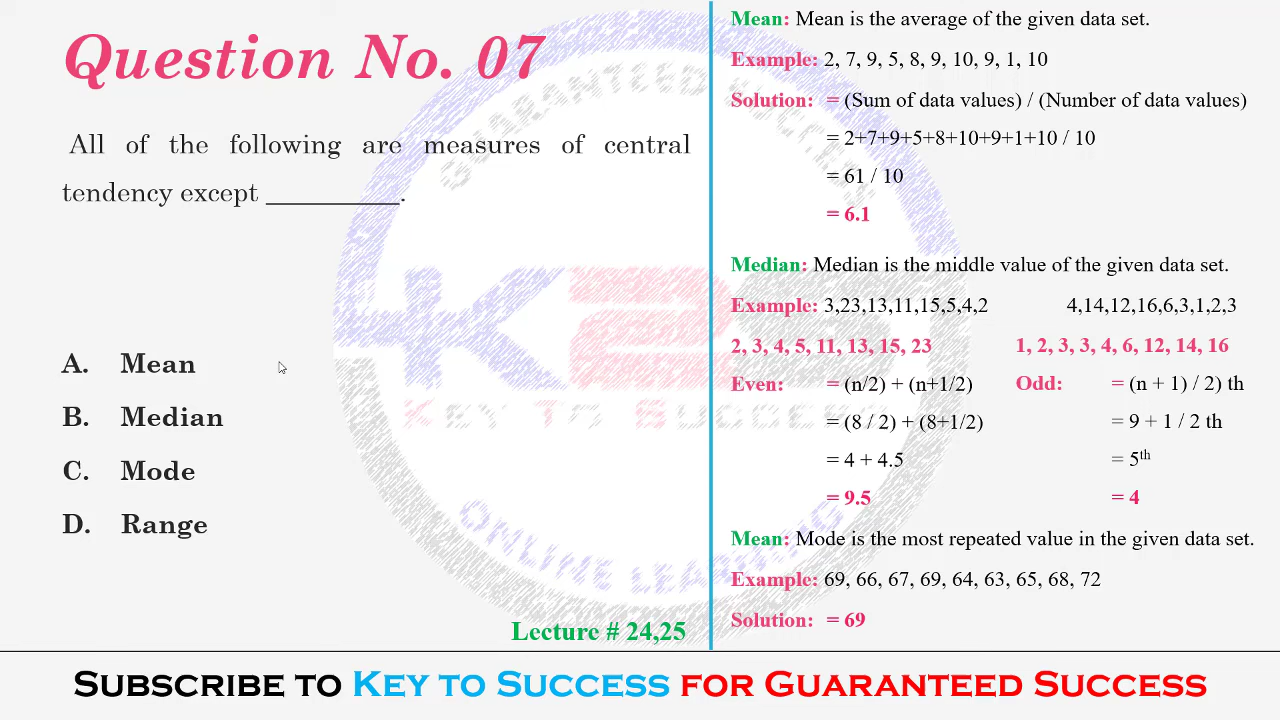 Question No. 07
All of the following are measures of central
tendency except __________.
A. Mean
B. Median
C. Mode
D. Range
Lecture # 24,25
Mean: Mean is the average of the given data set.
Example: 2, 7, 9, 5, 8, 9, 10, 9, 1, 10
Solution: = (Sum of data values) / (Number of data values)
= 2+7+9+5+8+10+9+1+10 / 10
= 61 / 10
= 6.1
Median: Median is the middle value of the given data set.
Example: 3,23,13,11,15,5,4,2 4,14,12,16,6,3,1,2,3
2, 3, 4, 5, 11, 13, 15, 23 1, 2, 3, 3, 4, 6, 12, 14, 16
Even: = (n/2) + (n+1/2) Odd: = (n + 1) / 2) th
= (8 / 2) + (8+1/2) = 9 + 1 / 2 th
= 4 + 4.5 = 5th
= 9.5 = 4
Mean: Mode is the most repeated value in the given data set.
Example: 69, 66, 67, 69, 64, 63, 65, 68, 72
Solution: = 69
GUARANTEED SUCCESS
K2S
KEY TO SUCCESS
ONLINE LEARNING
SUBSCRIBE TO KEY TO SUCCESS FOR GUARANTEED SUCCESS